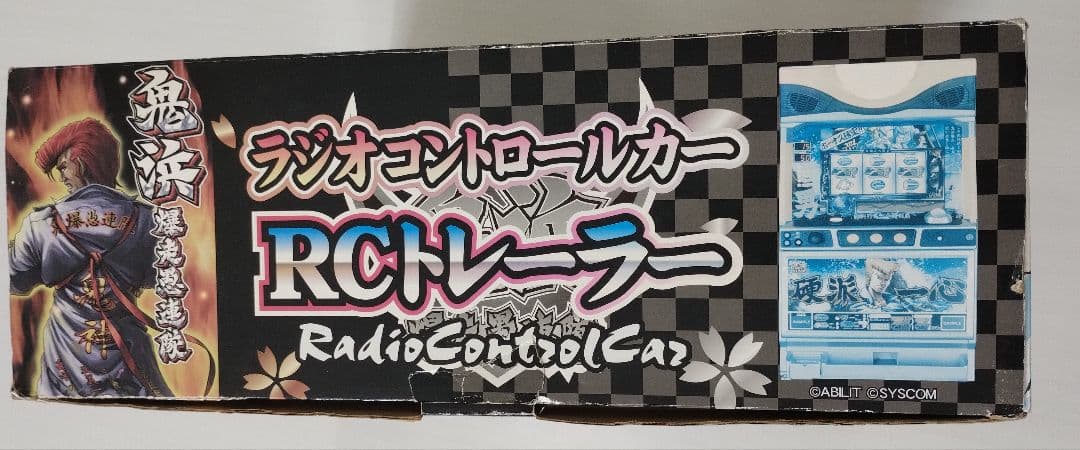 鬼浜
爆走愚連隊
ラジオコントロールカー
RCトレーラー
RadioControlCar
硬派一心
©ABILIT ©SYSCOM